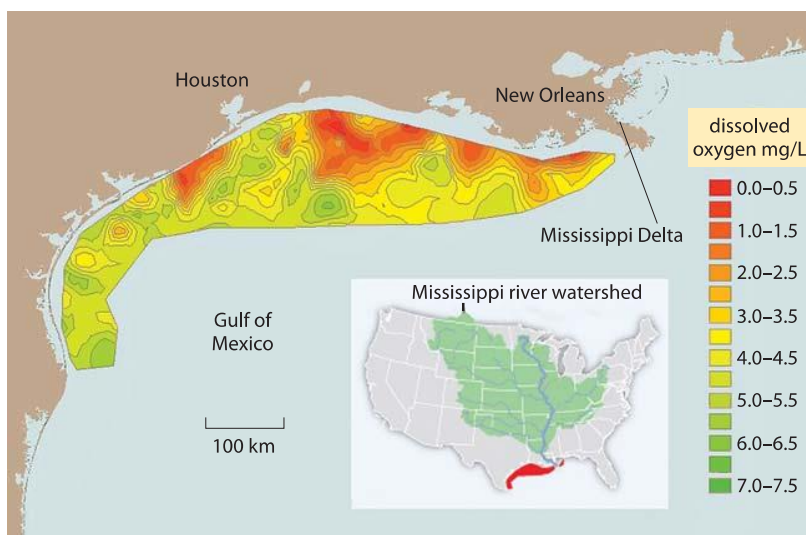 Houston
New Orleans
dissolved
oxygen mg/L
0.0–0.5
1.0–1.5
2.0–2.5
3.0–3.5
4.0–4.5
5.0–5.5
6.0–6.5
7.0–7.5
Mississippi Delta
Mississippi river watershed
Gulf of
Mexico
100 km